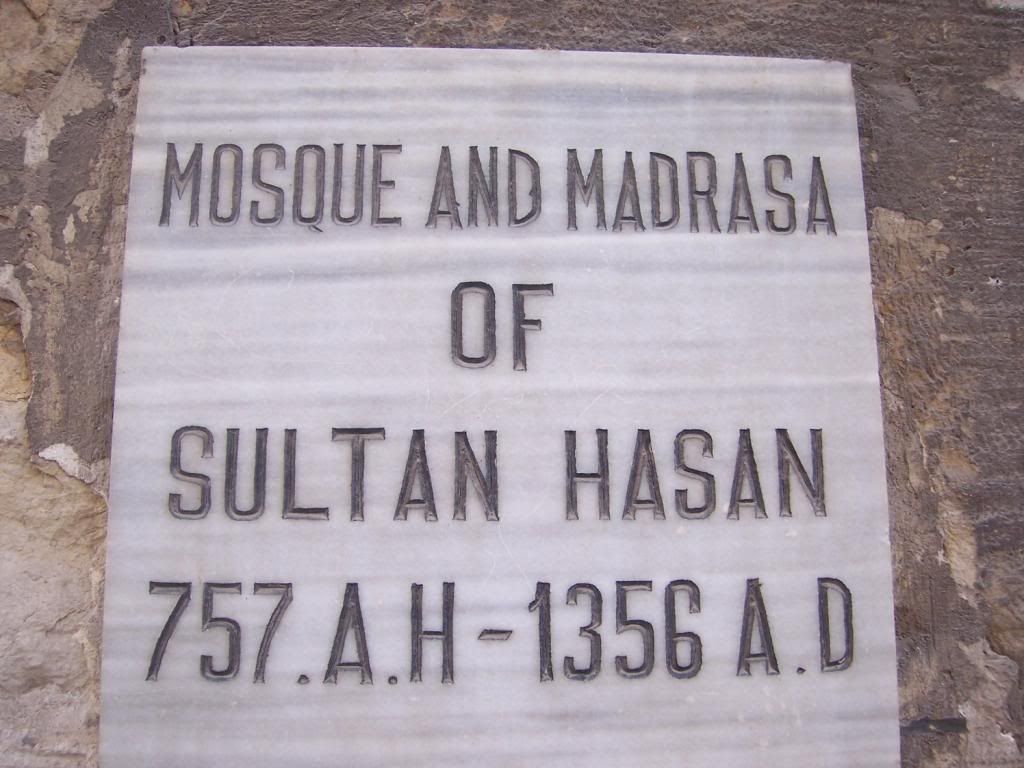 MOSQUE AND MADRASA
OF
SULTAN HASAN
757.A.H-1356 A.D